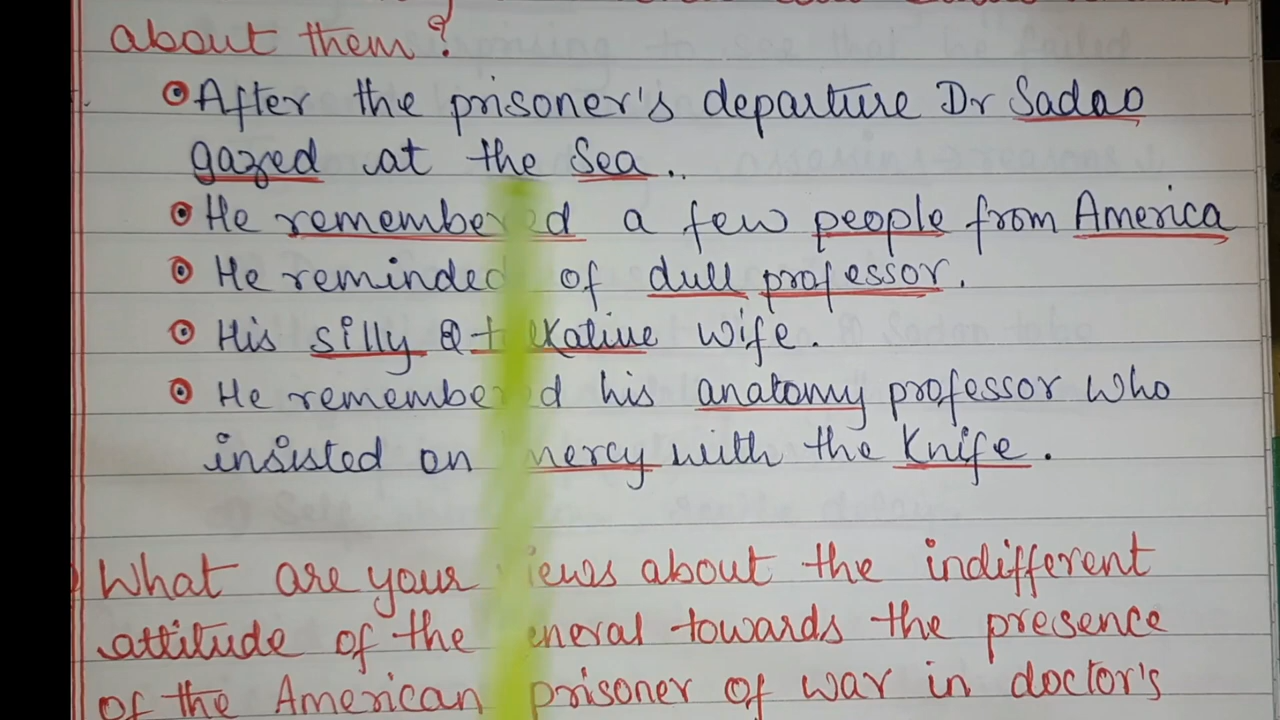 about them?
After the prisoner's departure Dr Sadao
gazed at the Sea..
He remembered a few people from America
He reminded of dull professor.
His silly & talkative wife.
He remembered his anatomy professor who
insisted on mercy with the knife.
What are your views about the indifferent
attitude of the General towards the presence
of the American prisoner of war in doctor's